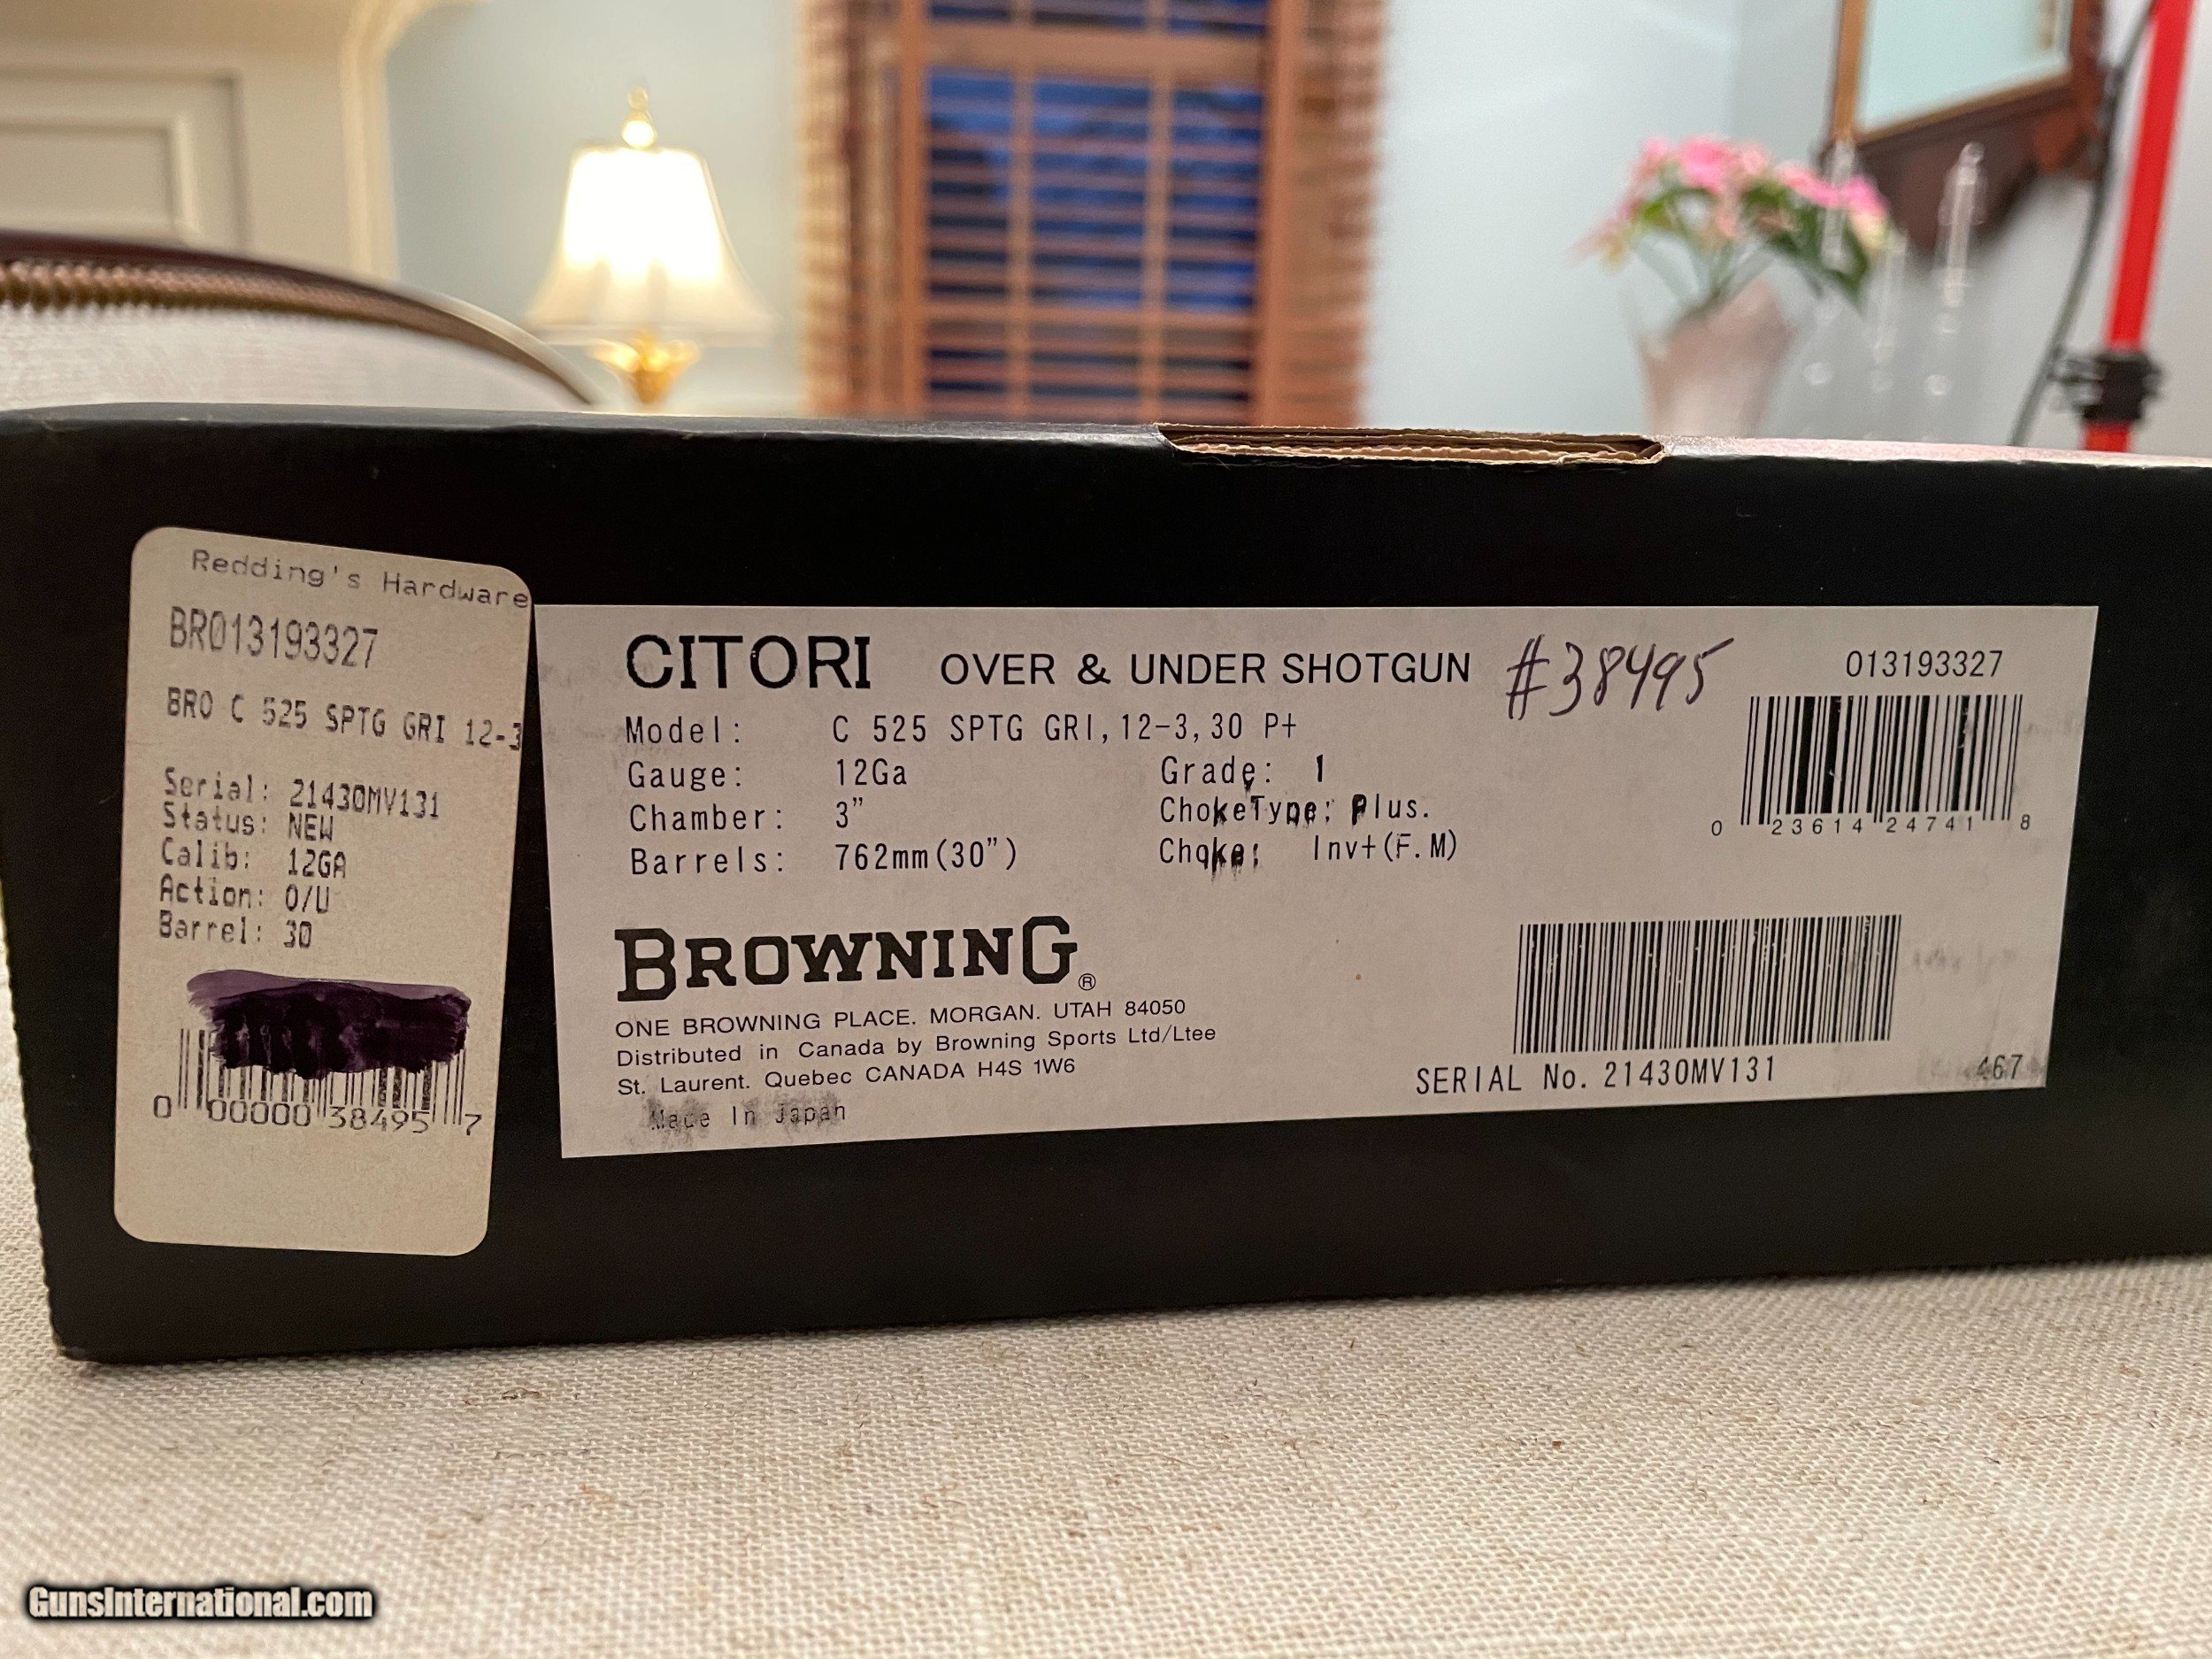 Redding's Hardware
BR013193327
BRO C 525 SPTG GRI 12-3
Serial: 21430MV131
Status: NEW
Calib: 12GA
Action: O/U
Barrel: 30
0 00000 38495 7
CITORI OVER & UNDER SHOTGUN #38495 013193327
Model: C 525 SPTG GRI, 12-3, 30 P+
Gauge: 12Ga Grade: 1
Chamber: 3" ChokeType: Plus.
Barrels: 762mm(30") Choke: Inv+(F.M)
0 23614 24741 8
BROWNING®
ONE BROWNING PLACE. MORGAN. UTAH 84050
Distributed in Canada by Browning Sports Ltd/Ltee
St. Laurent. Quebec CANADA H4S 1W6
Made In Japan
SERIAL No. 21430MV131 467
GunsInternational.com